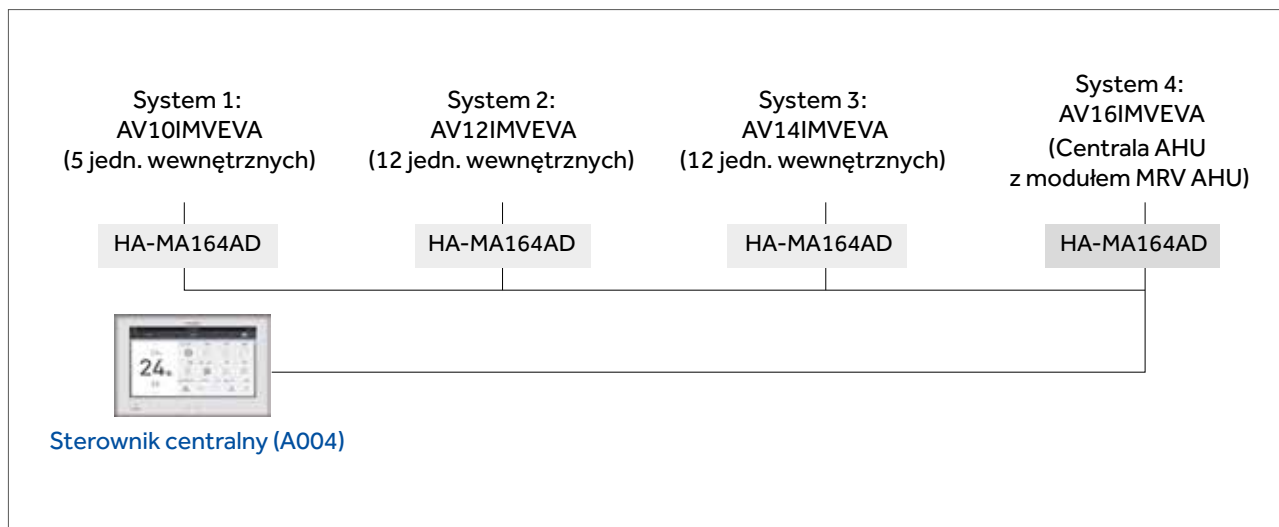 System 1:
AV10IMVEVA
(5 jedn. wewnętrznych)
System 2:
AV12IMVEVA
(12 jedn. wewnętrznych)
System 3:
AV14IMVEVA
(12 jedn. wewnętrznych)
System 4:
AV16IMVEVA
(Centrala AHU
z modułem MRV AHU)
HA-MA164AD
HA-MA164AD
HA-MA164AD
HA-MA164AD
24
Sterownik centralny (A004)